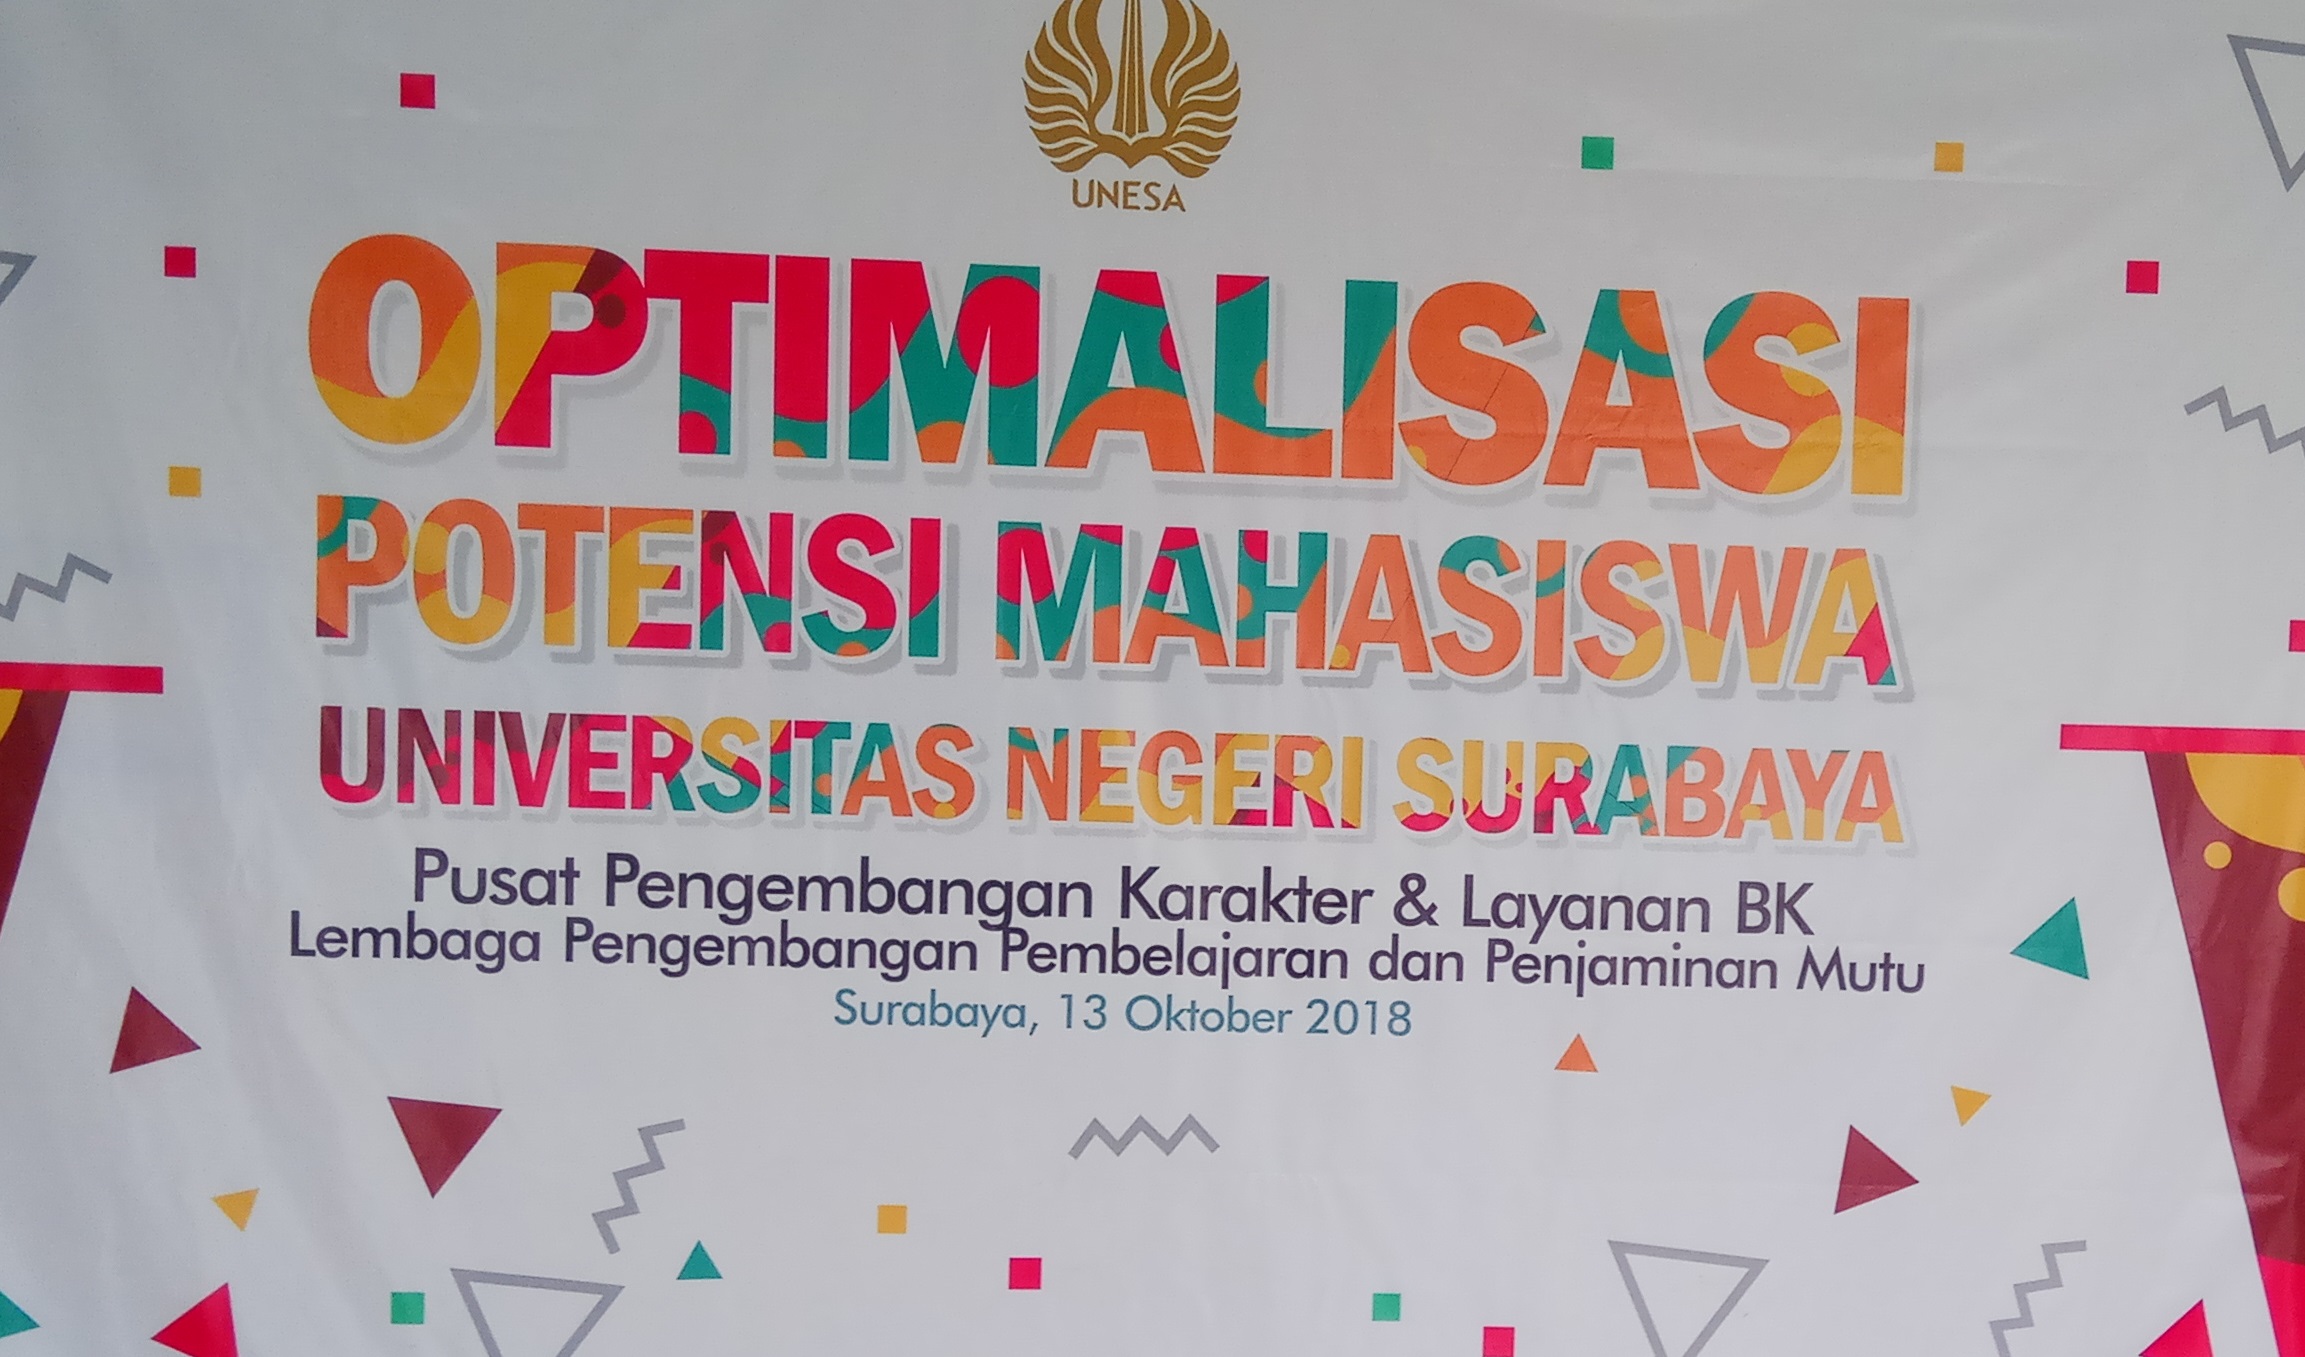 UNESA
OPTIMALISASI
POTENSI MAHASISWA
UNIVERSITAS NEGERI SURABAYA
Pusat Pengembangan Karakter & Layanan BK
Lembaga Pengembangan Pembelajaran dan Penjaminan Mutu
Surabaya, 13 Oktober 2018